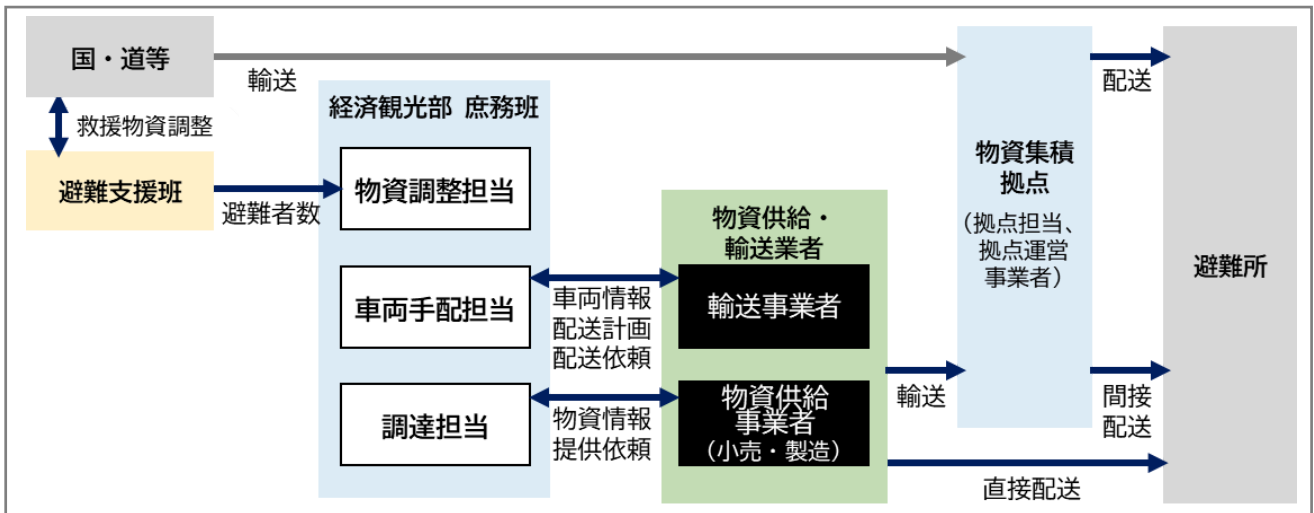 国・道等
輸送
救援物資調整
避難支援班
避難者数
経済観光部 庶務班
物資調整担当
車両手配担当
調達担当
車両情報
配送計画
配送依頼
物資情報
提供依頼
物資供給・
輸送業者
輸送事業者
物資供給
事業者
（小売・製造）
輸送
直接配送
物資集積
拠点
（拠点担当、
拠点運営
事業者）
配送
間接
配送
避難所